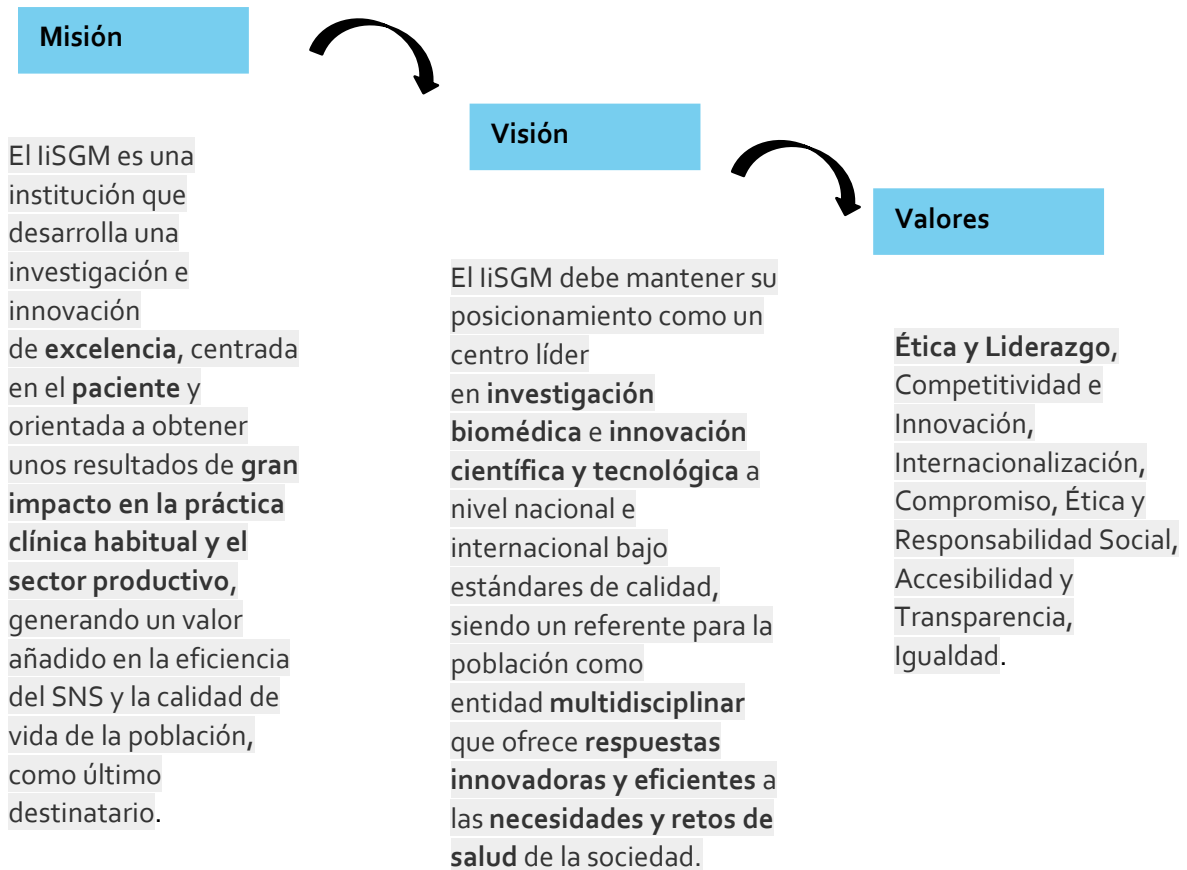 Misión
El IiSGM es una
institución que
desarrolla una
investigación e
innovación
de excelencia, centrada
en el paciente y
orientada a obtener
unos resultados de gran
impacto en la práctica
clínica habitual y el
sector productivo,
generando un valor
añadido en la eficiencia
del SNS y la calidad de
vida de la población,
como último
destinatario.
Visión
El IiSGM debe mantener su
posicionamiento como un
centro líder
en investigación
biomédica e innovación
científica y tecnológica a
nivel nacional e
internacional bajo
estándares de calidad,
siendo un referente para la
población como
entidad multidisciplinar
que ofrece respuestas
innovadoras y eficientes a
las necesidades y retos de
salud de la sociedad.
Valores
Ética y Liderazgo,
Competitividad e
Innovación,
Internacionalización,
Compromiso, Ética y
Responsabilidad Social,
Accesibilidad y
Transparencia,
Igualdad.